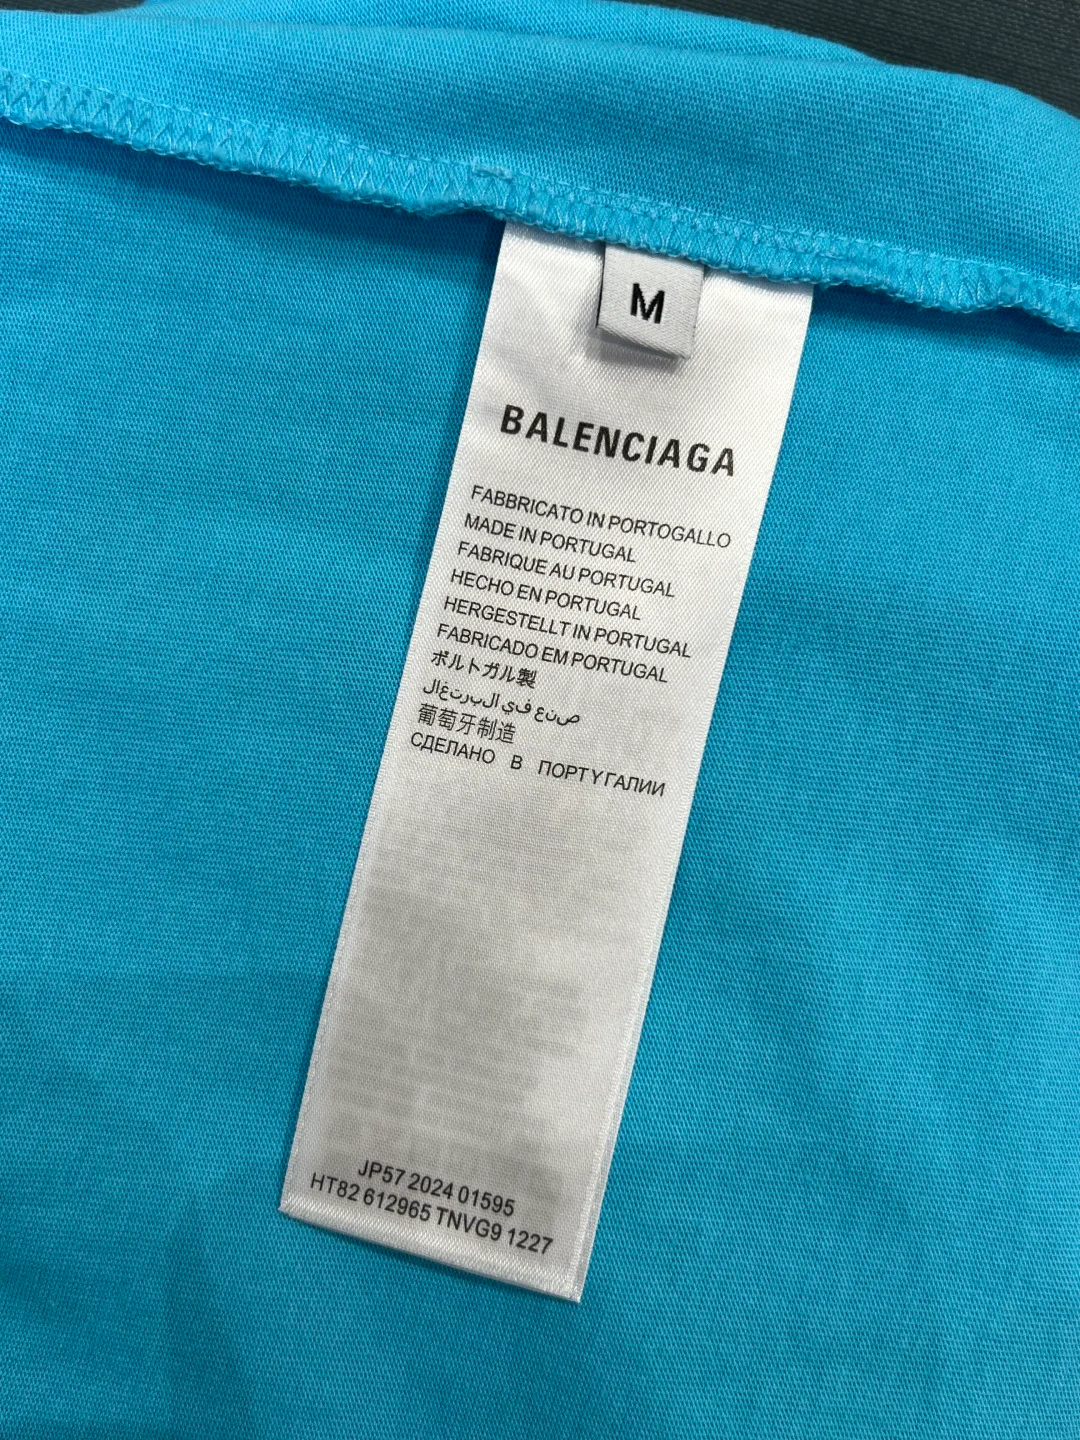 M
BALENCIAGA
FABBRICATO IN PORTOGALLO
MADE IN PORTUGAL
FABRIQUE AU PORTUGAL
HECHO EN PORTUGAL
HERGESTELLT IN PORTUGAL
FABRICADO EM PORTUGAL
ポルトガル製
صنع في البرتغال
葡萄牙制造
СДЕЛАНО В ПОРТУГАЛИИ
JP57 2024 01595
HT82 612965 TNVG9 1227